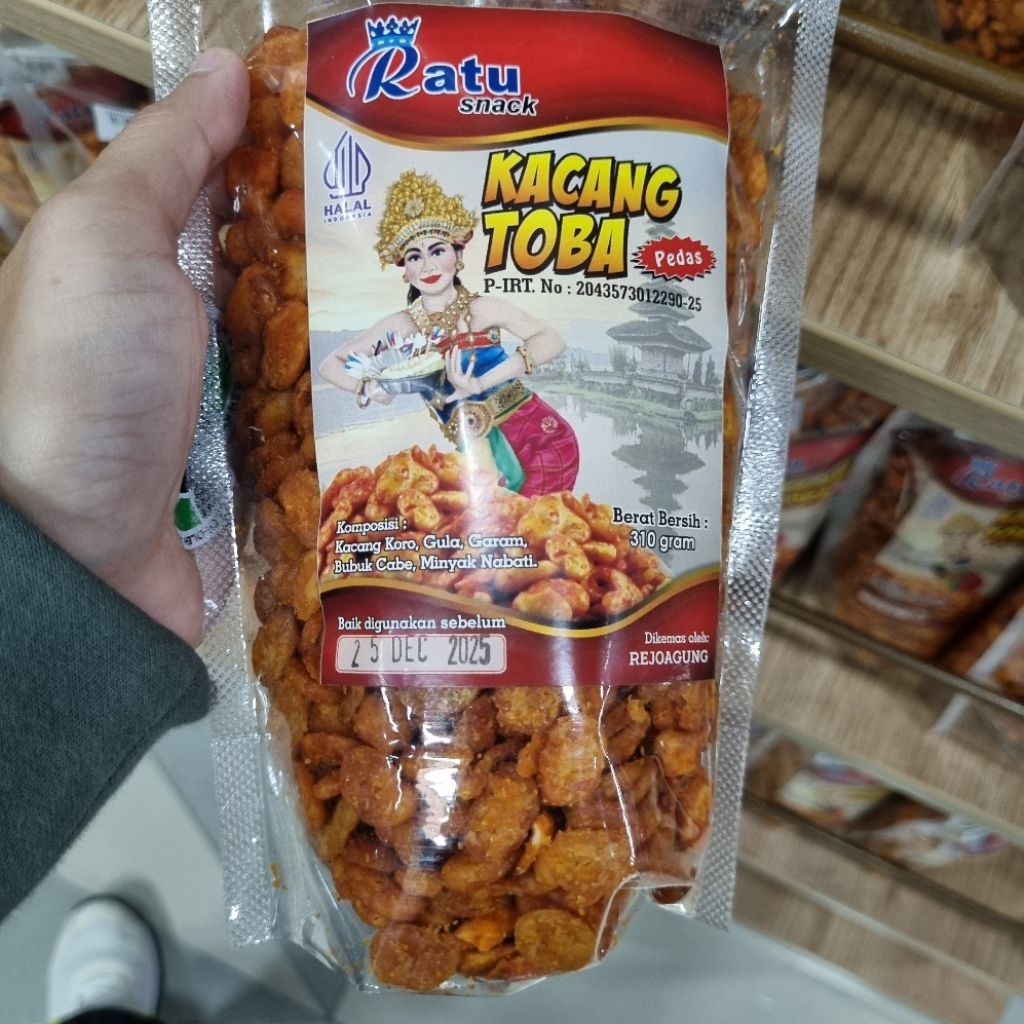 Ratu
snack
HALAL
INDONESIA
KACANG
TOBA
Pedas
P-IRT. No : 2043573012290-25
Komposisi :
Kacang Koro, Gula, Garam,
Bubuk Cabe, Minyak Nabati.
Berat Bersih :
310 gram
Baik digunakan sebelum
25 DEC 2025
Dikemas oleh:
REJOAGUNG